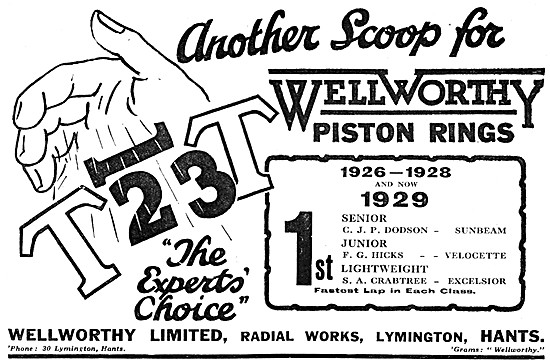 Another Scoop for
WELLWORTHY
PISTON RINGS
T 1 2 3 T
"The
Experts'
Choice"
1926-1928
AND NOW
1929
1st
SENIOR
C. J. P. DODSON - SUNBEAM
JUNIOR
F. G. HICKS - - VELOCETTE
LIGHTWEIGHT
S. A. CRABTREE - EXCELSIOR
Fastest Lap in Each Class.
WELLWORTHY LIMITED, RADIAL WORKS, LYMINGTON, HANTS.
'Phone: 30 Lymington, Hants. 'Grams: "Wellworthy."